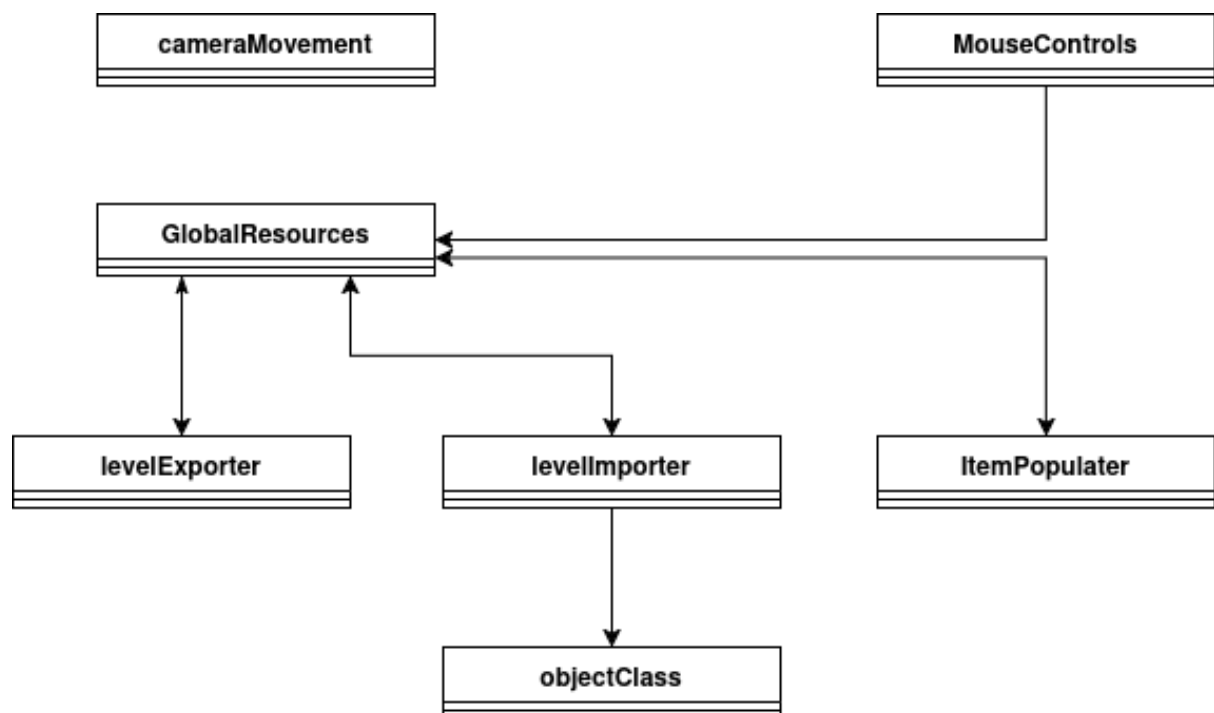 cameraMovement
MouseControls
GlobalResources
levelExporter
levelImporter
ItemPopulater
objectClass